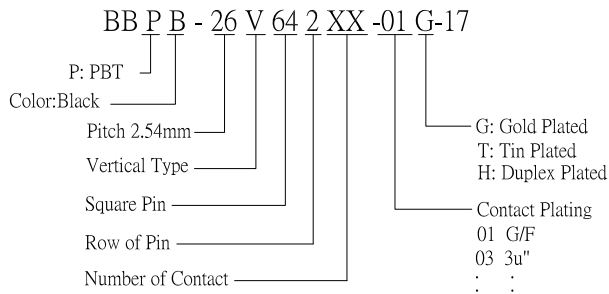 BB P B - 26 V 64 2 XX -01 G-17
P: PBT
Color:Black
Pitch 2.54mm
Vertical Type
Square Pin
Row of Pin
Number of Contact
G: Gold Plated
T: Tin Plated
H: Duplex Plated
Contact Plating
01 G/F
03 3u"
: :